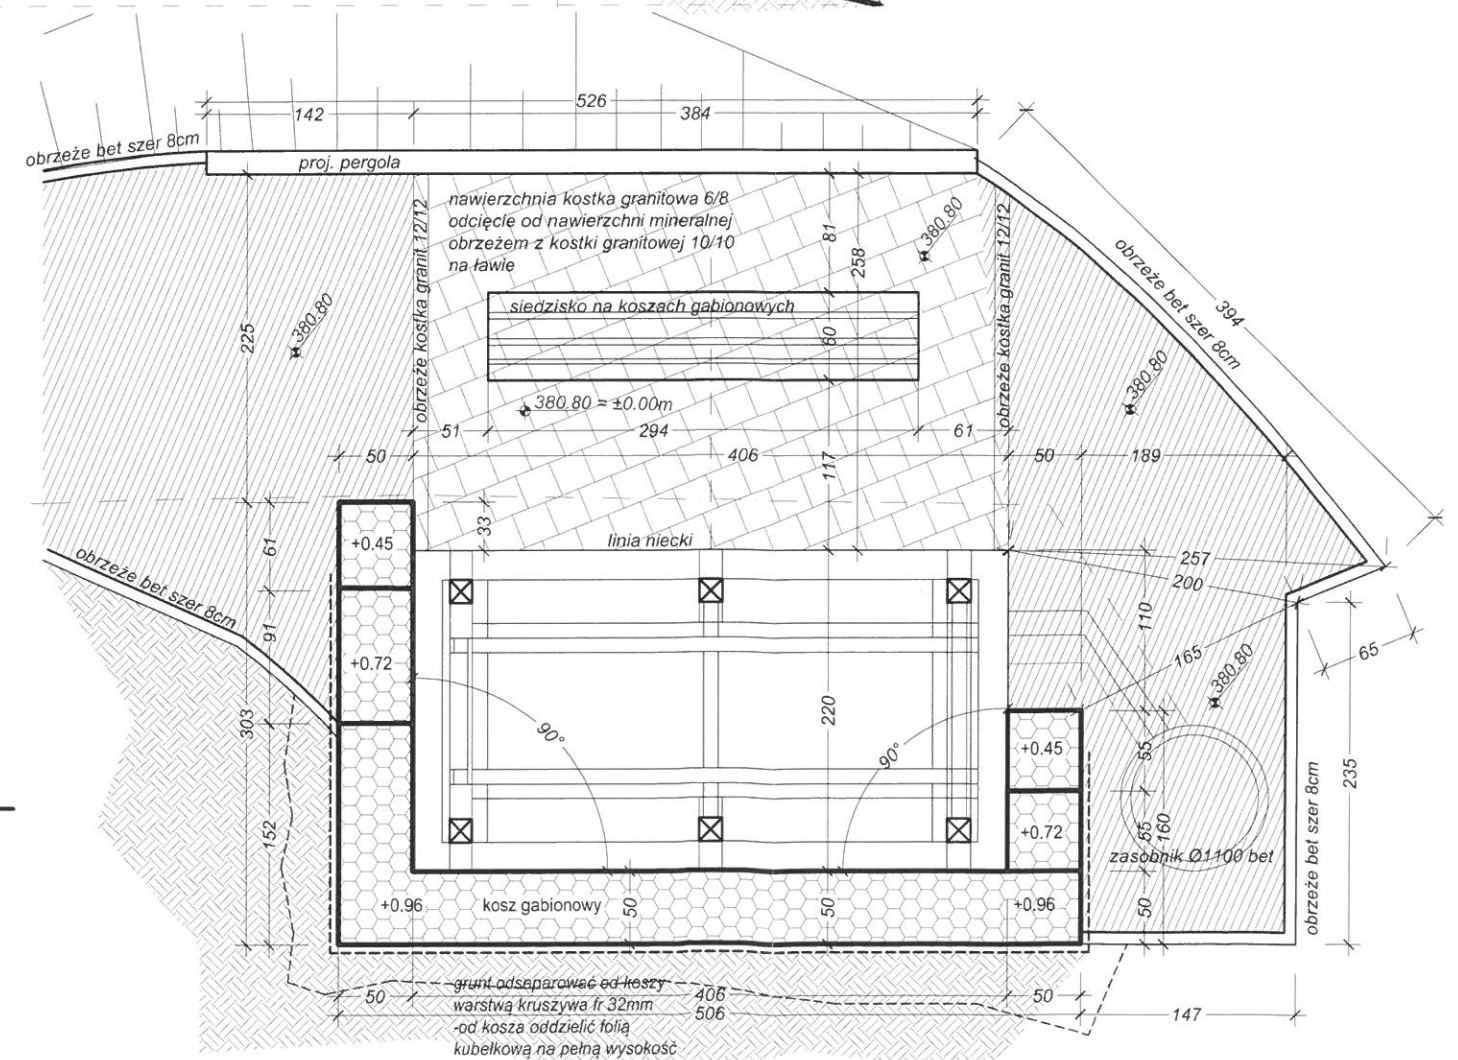 526
142
384
obrzeże bet szer 8cm
proj. pergola
nawierzchnia kostka granitowa 6/8
odcięcie od nawierzchni mineralnej
obrzeżem z kostki granitowej 10/10
na ławie
obrzeże kostka granit 12/12
81
258
380.80
obrzeże kostka granit 12/12
obrzeże bet szer 8cm
394
225
380.80
siedzisko na koszach gabionowych
60
380.80
380.80 = ±0.00m
51
294
61
50
406
117
50
189
33
linia niecki
61
+0.45
257
200
110
obrzeże bet szer 8cm
91
+0.72
165
380.80
65
303
90°
220
90°
+0.45
55
235
152
+0.72
55
160
zasobnik Ø1100 bet
obrzeże bet szer 8cm
+0.96
kosz gabionowy
50
50
+0.96
50
grunt odseparować od koszy
warstwą kruszywa fr 32mm
-od kosza oddzielić folią
kubełkową na pełną wysokość
50
406
50
506
147